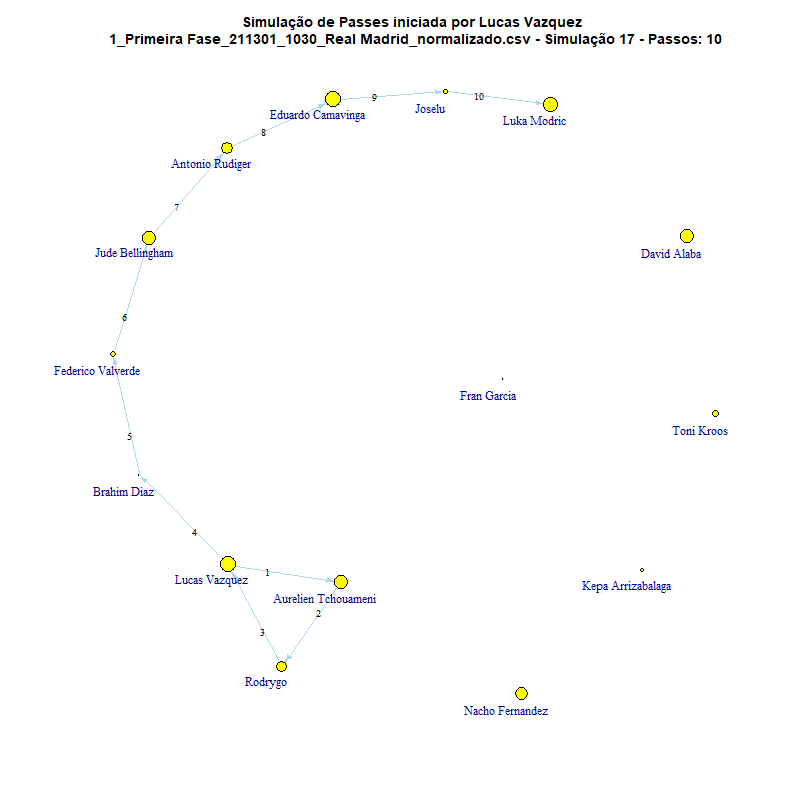 Simulação de Passes iniciada por Lucas Vazquez
1_Primeira Fase_211301_1030_Real Madrid_normalizado.csv - Simulação 17 - Passos: 10
9
10
Eduardo Camavinga
Joselu
Luka Modric
8
Antonio Rudiger
7
Jude Bellingham
David Alaba
6
Federico Valverde
Fran Garcia
Toni Kroos
5
Brahim Diaz
4
Lucas Vazquez
1
Kepa Arrizabalaga
Aurelien Tchouameni
2
3
Rodrygo
Nacho Fernandez